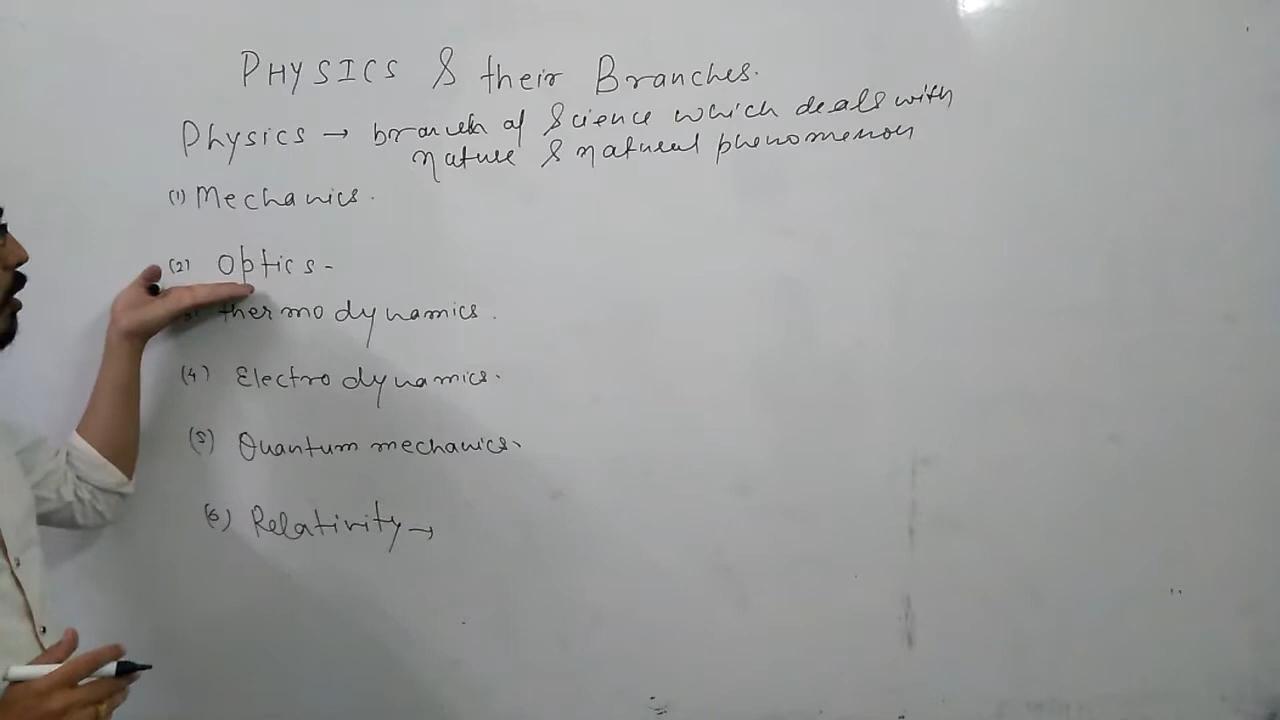 PHYSICS & their Branches.
Physics → branch of Science which deals with
nature & natural phenomenon
(1) Mechanics.
(2) Optics-
thermodynamics.
(4) Electrodynamics.
(5) Quantum mechanics.
(6) Relativity →